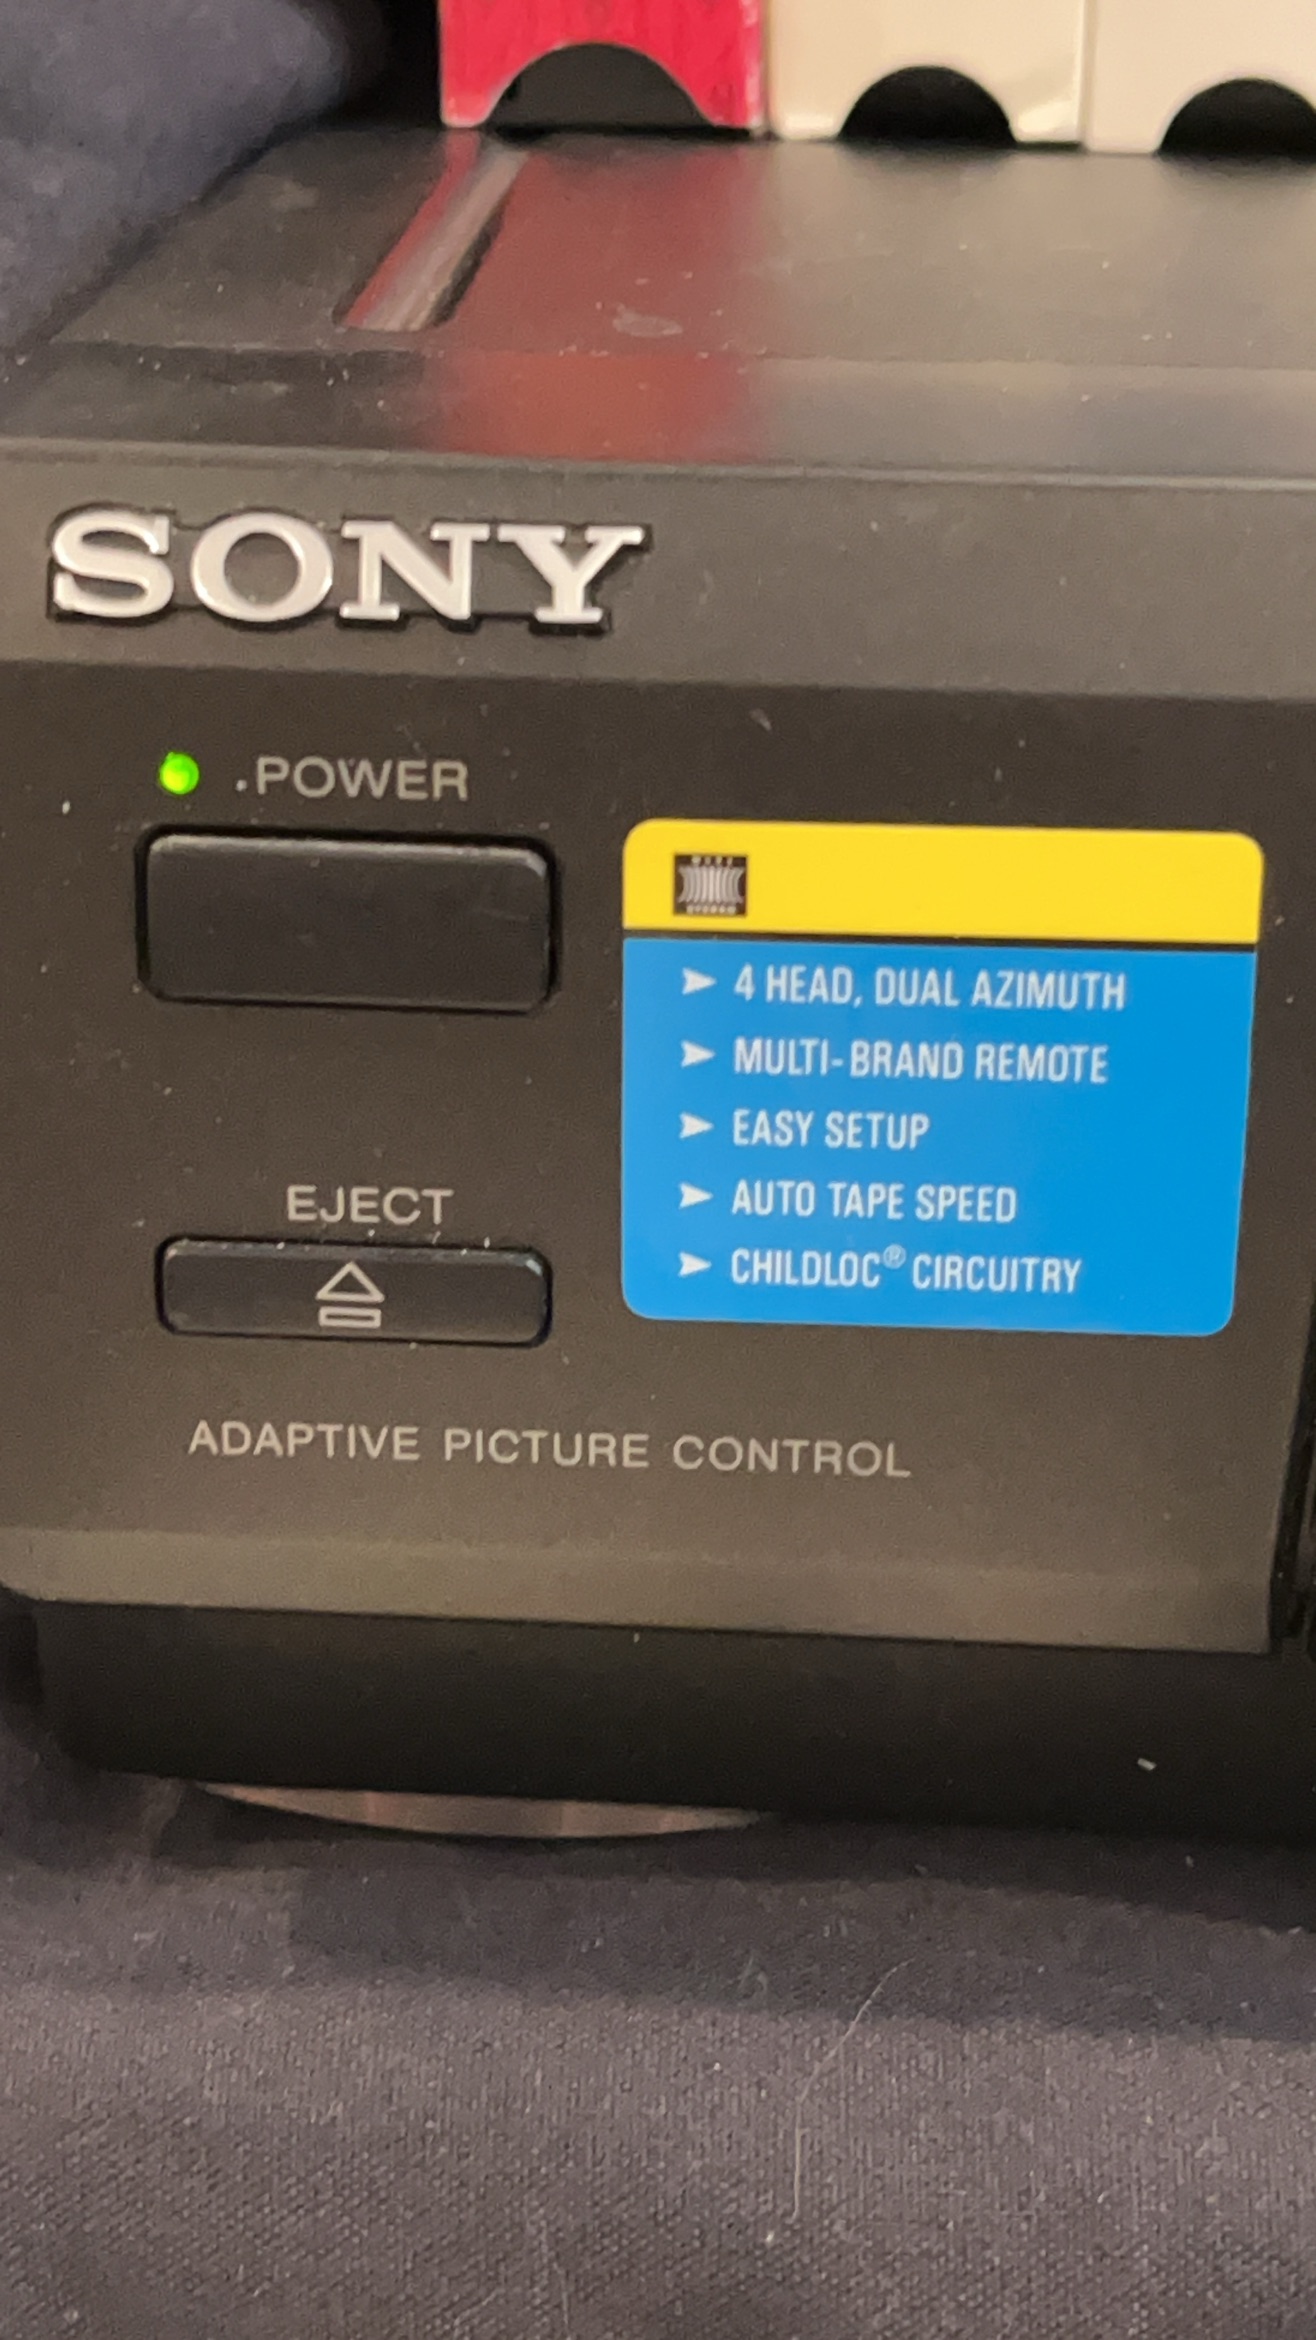 SONY
POWER
➤ 4 HEAD, DUAL AZIMUTH
➤ MULTI-BRAND REMOTE
➤ EASY SETUP
➤ AUTO TAPE SPEED
➤ CHILDLOC® CIRCUITRY
EJECT
ADAPTIVE PICTURE CONTROL